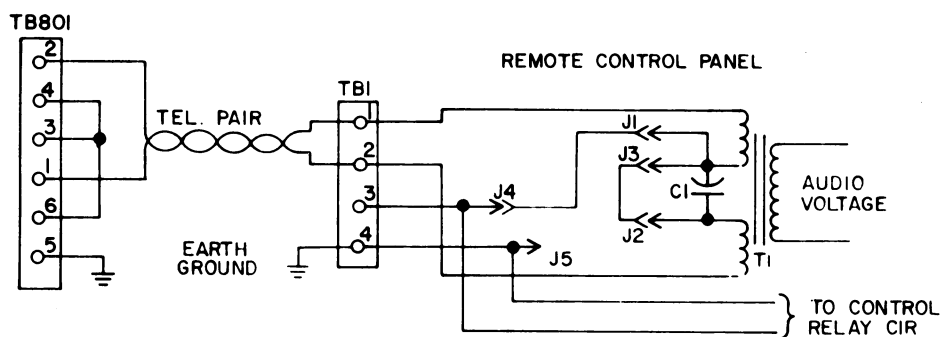 TB801
2
4
3
1
6
5
TEL. PAIR
EARTH
GROUND
TB1
1
2
3
4
REMOTE CONTROL PANEL
J1
J3
J4
C1
J2
J5
T1
AUDIO
VOLTAGE
TO CONTROL
RELAY CIR